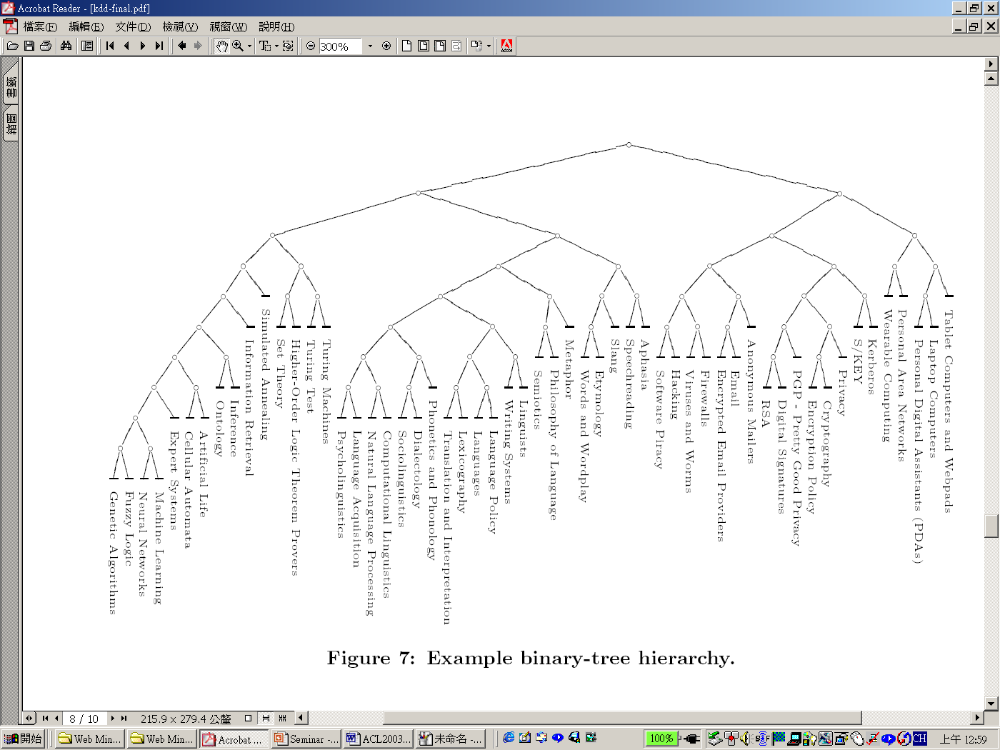 Acrobat Reader - [kdd-final.pdf]
檔案(F) 編輯(E) 文件(D) 檢視(V) 視窗(W) 說明(H)
300%
Adobe
書籤
縮圖
Tablet Computers and Webpads
Laptop Computers
Personal Digital Assistants (PDAs)
Personal Area Networks
Wearable Computing
Kerberos
S/KEY
Privacy
Cryptography
Encryption Policy
PGP - Pretty Good Privacy
Digital Signatures
RSA
Anonymous Mailers
Email
Encrypted Email Providers
Firewalls
Viruses and Worms
Hacking
Software Piracy
Aphasia
Speechreading
Slang
Etymology
Words and Wordplay
Metaphor
Philosophy of Language
Semiotics
Linguists
Writing Systems
Language Policy
Languages
Lexicography
Translation and Interpretation
Phonetics and Phonology
Dialectology
Sociolinguistics
Computational Linguistics
Natural Language Processing
Language Acquisition
Psycholinguistics
Turing Machines
Turing Test
Higher-Order Logic Theorem Provers
Set Theory
Simulated Annealing
Information Retrieval
Inference
Ontology
Artificial Life
Cellular Automata
Expert Systems
Machine Learning
Neural Networks
Fuzzy Logic
Genetic Algorithms
Figure 7: Example binary-tree hierarchy.
8 / 10 215.9 x 279.4 公釐
開始 Web Min... Web Min... Acrobat ... Seminar -... ACL2003... 未命名 -... 100% CH 上午 12:59